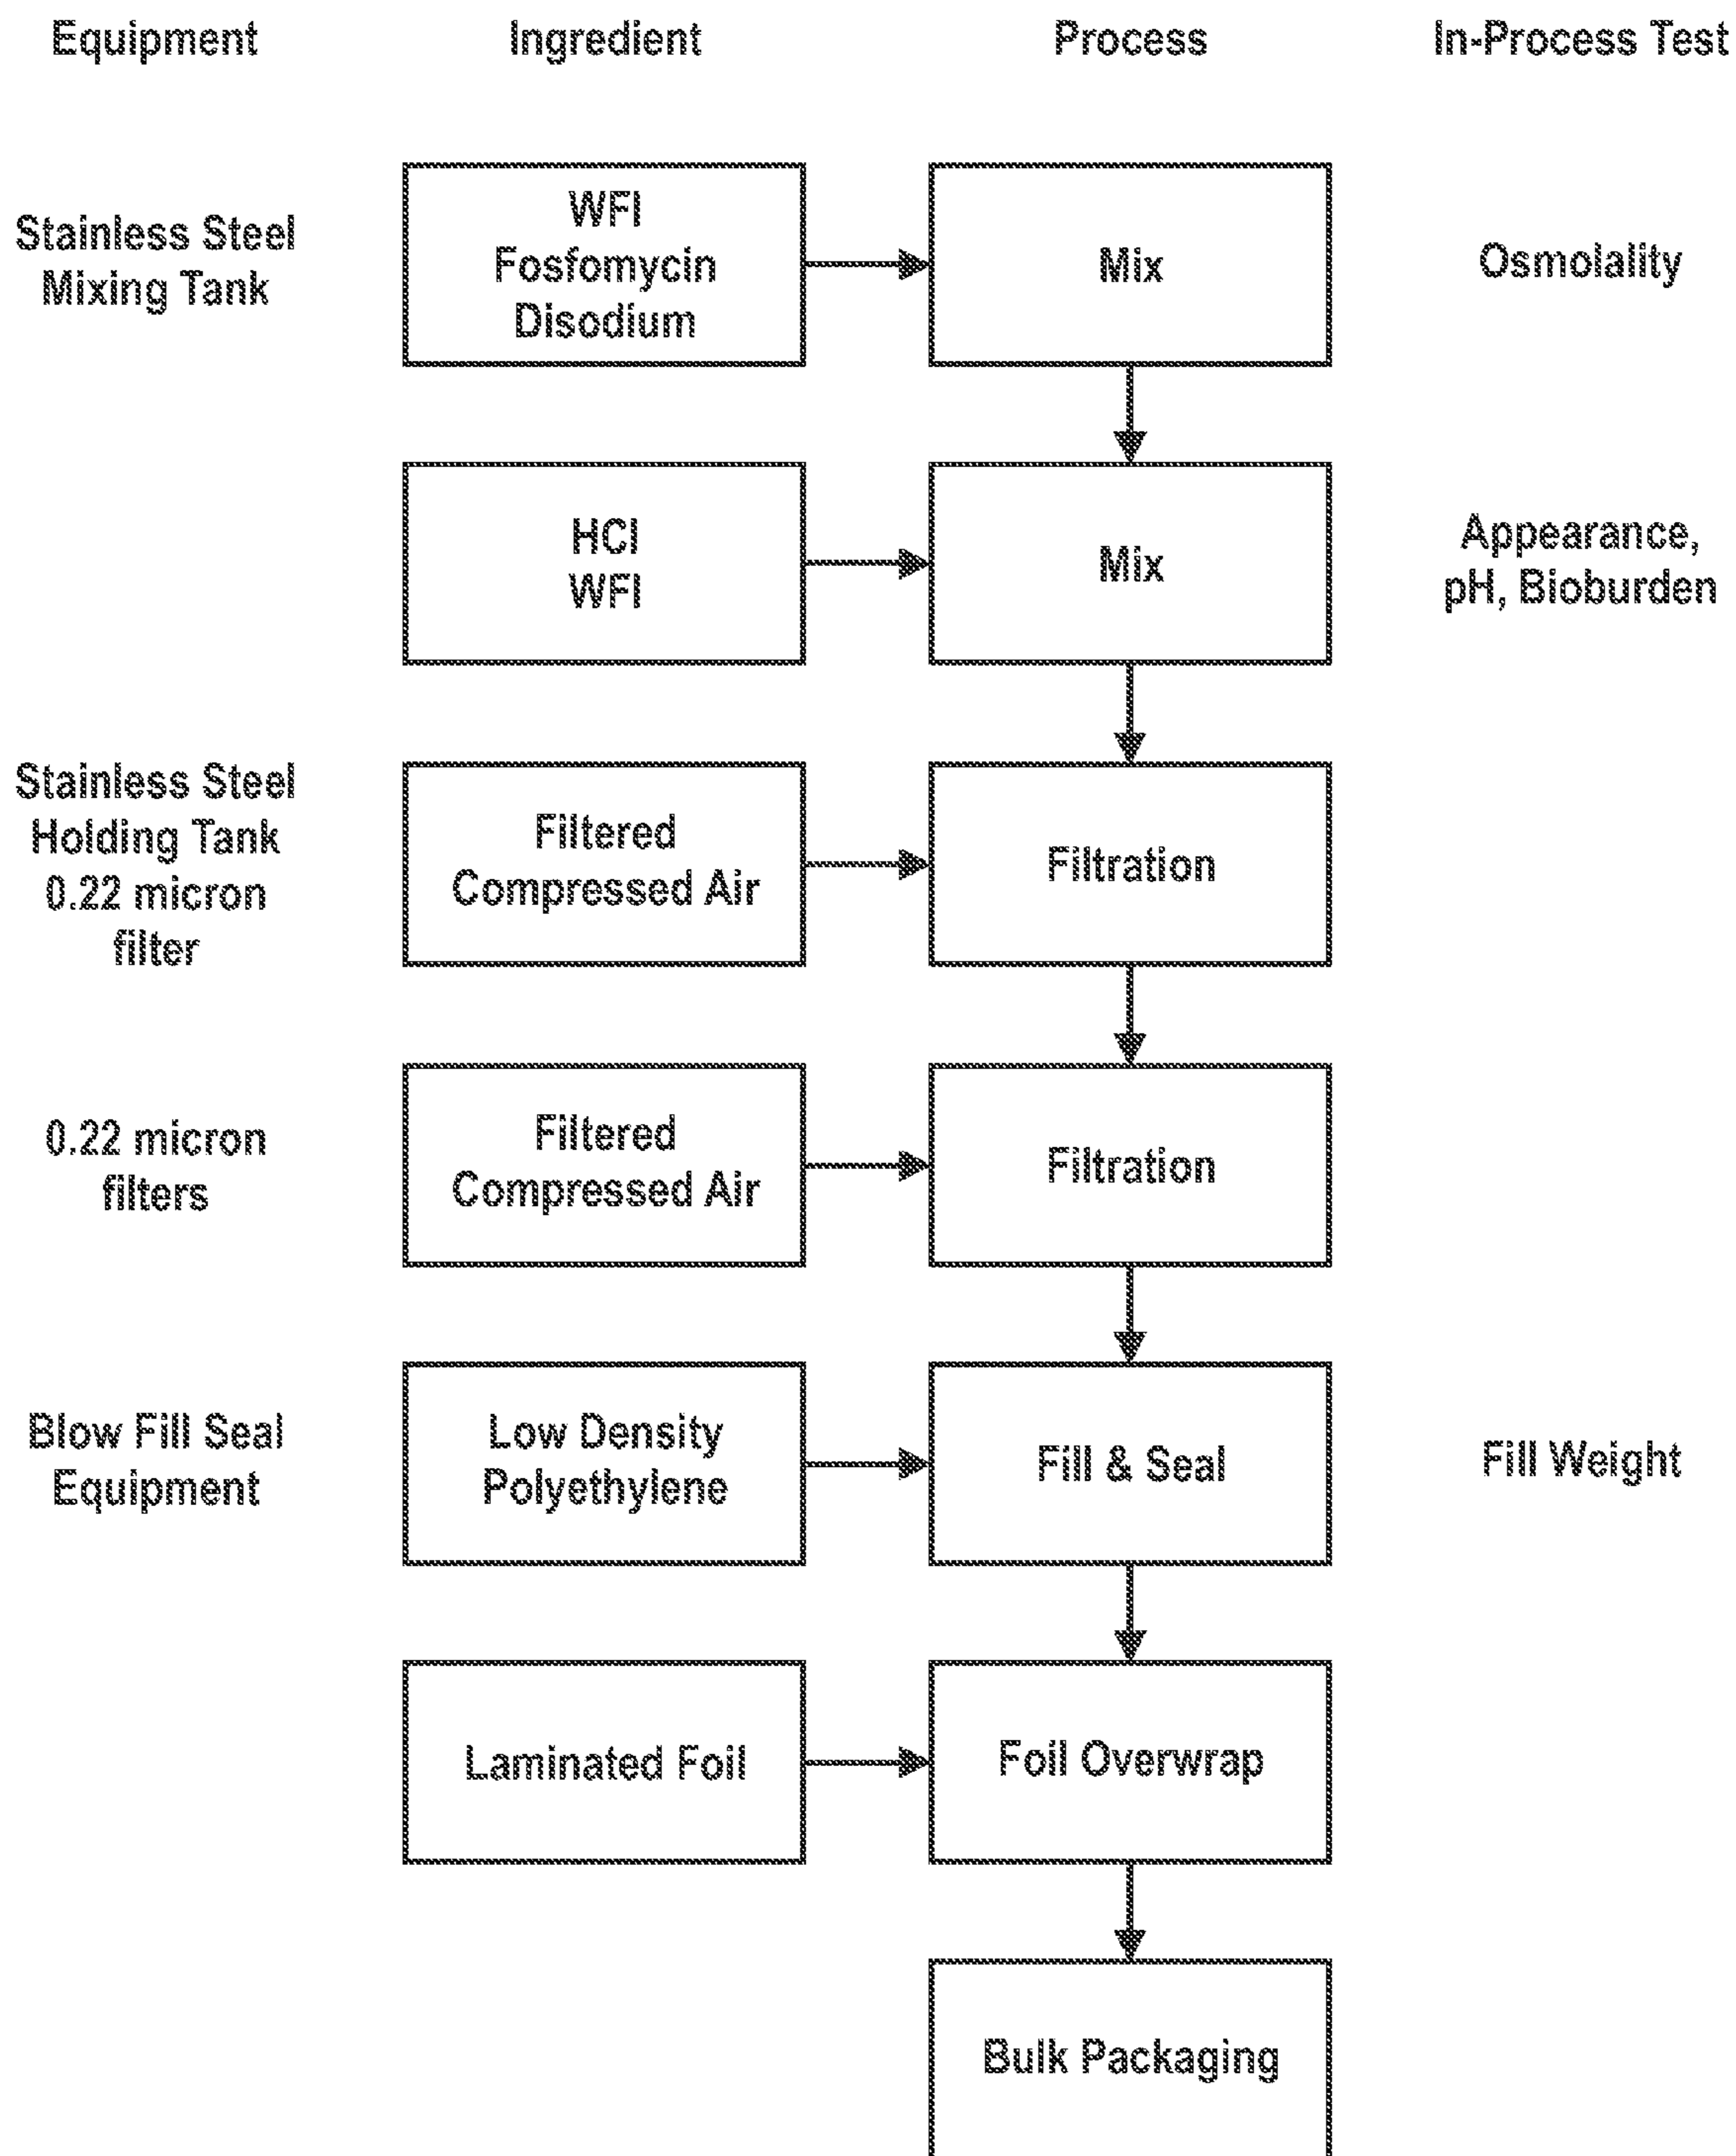 Equipment
Ingredient
Process
In-Process Test
Stainless Steel
Mixing Tank
WFI
Fosfomycin
Disodium
Mix
Osmolality
HCl
WFI
Mix
Appearance,
pH, Bioburden
Stainless Steel
Holding Tank
0.22 micron
filter
Filtered
Compressed Air
Filtration
0.22 micron
filters
Filtered
Compressed Air
Filtration
Blow Fill Seal
Equipment
Low Density
Polyethylene
Fill & Seal
Fill Weight
Laminated Foil
Foil Overwrap
Bulk Packaging